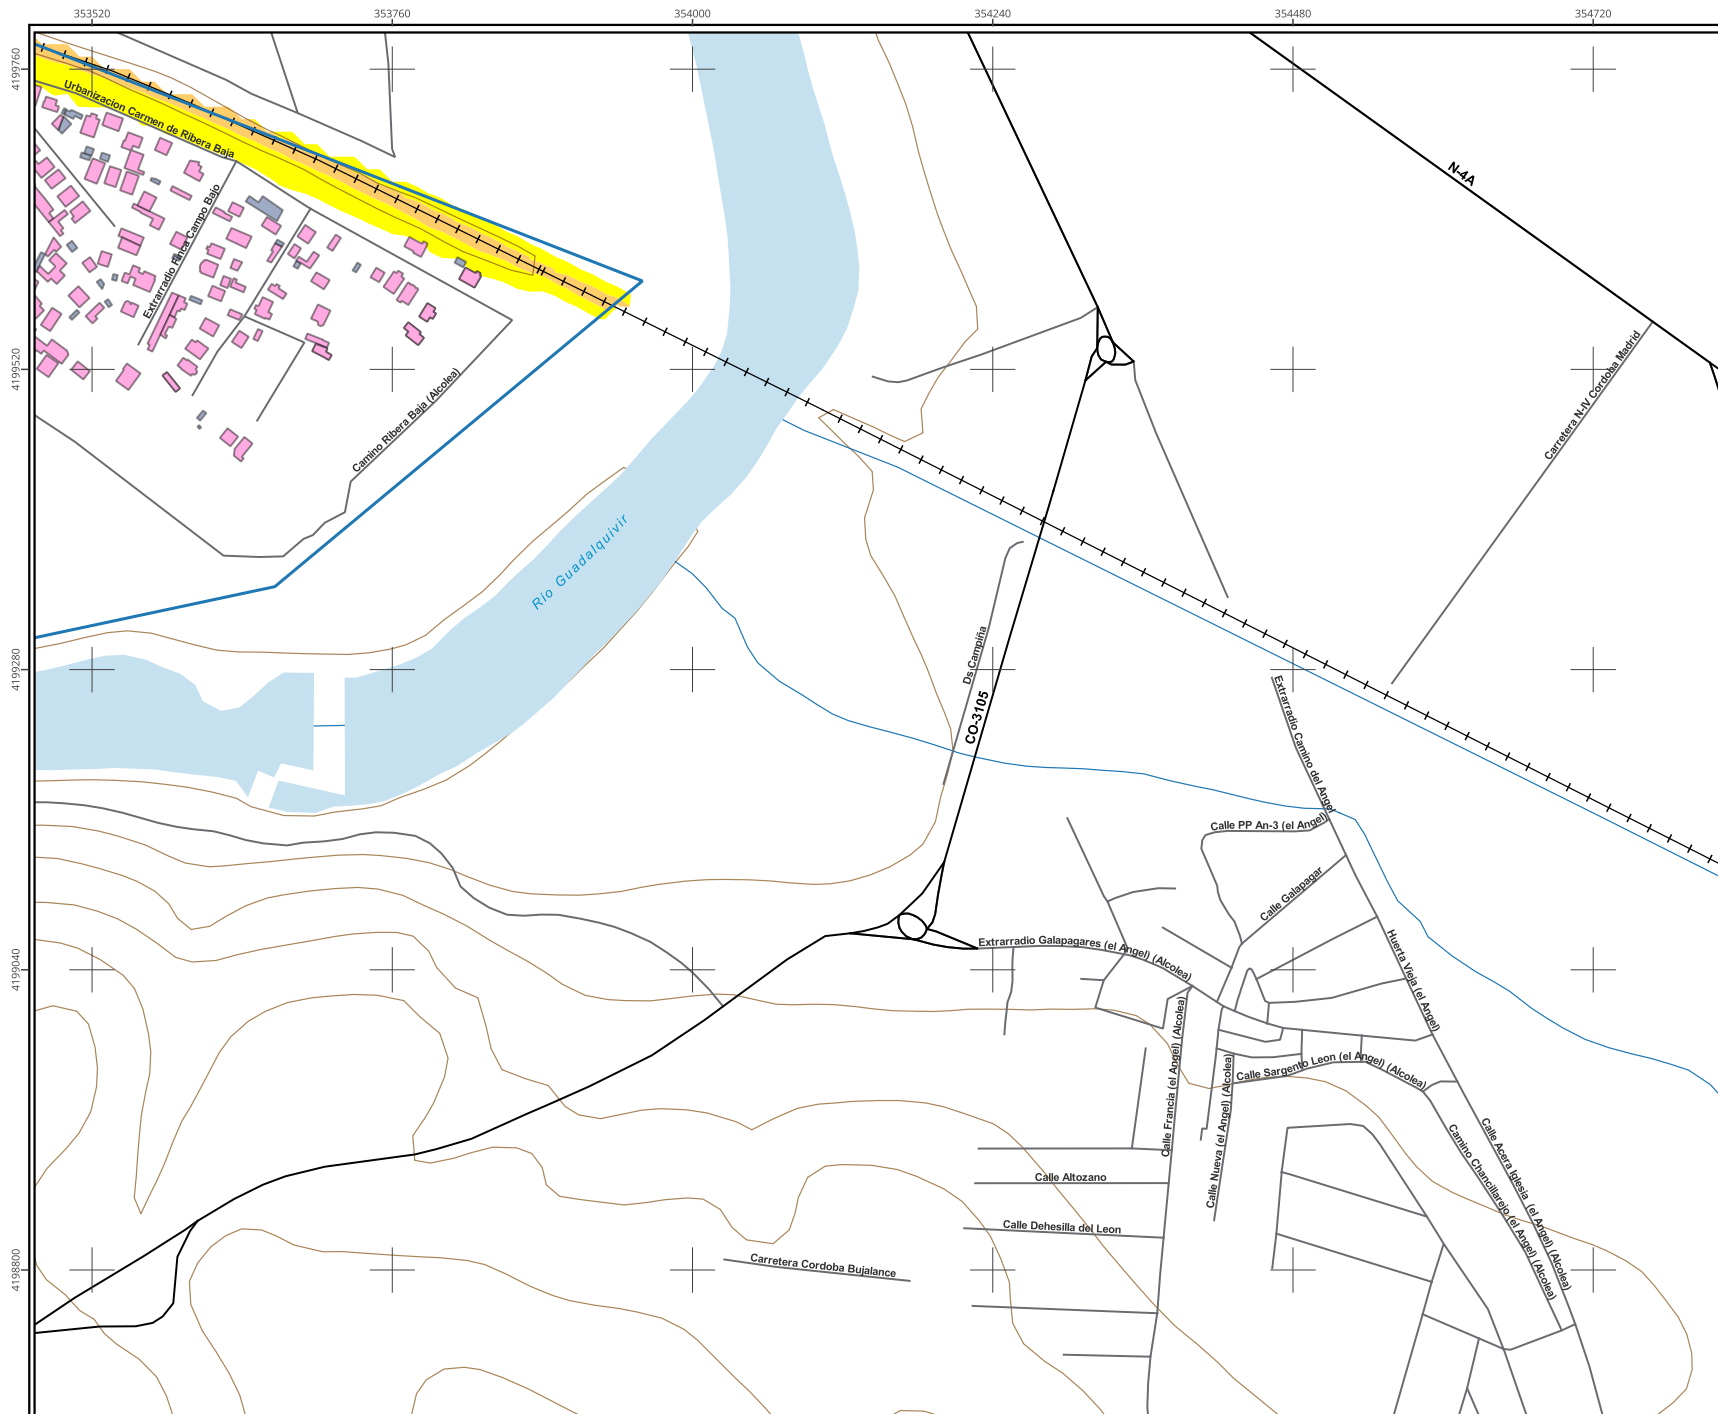 353520
353760
354000
354240
354480
354720
4199760
4199520
4199280
4199040
4198800
Urbanizacion Carmen de Ribera Baja
Extrarradio Finca Campo Bajo
Camino Ribera Baja (Alcolea)
N-4A
Carretera N-IV Cordoba Madrid
Rio Guadalquivir
Ds Campiña
CO-3105
Extrarradio Camino del Angel
Calle PP An-3 (el Angel)
Calle Galapagar
Extrarradio Galapagares (el Angel) (Alcolea)
Huerta Vieja (el Angel)
Calle Francia (el Angel) (Alcolea)
Calle Nueva (el Angel) (Alcolea)
Calle Sargento Leon (el Angel) (Alcolea)
Calle Acera Iglesia (el Angel) (Alcolea)
Camino Chancillarejo (el Angel) (Alcolea)
Calle Altozano
Calle Dehesilla del Leon
Carretera Cordoba Bujalance